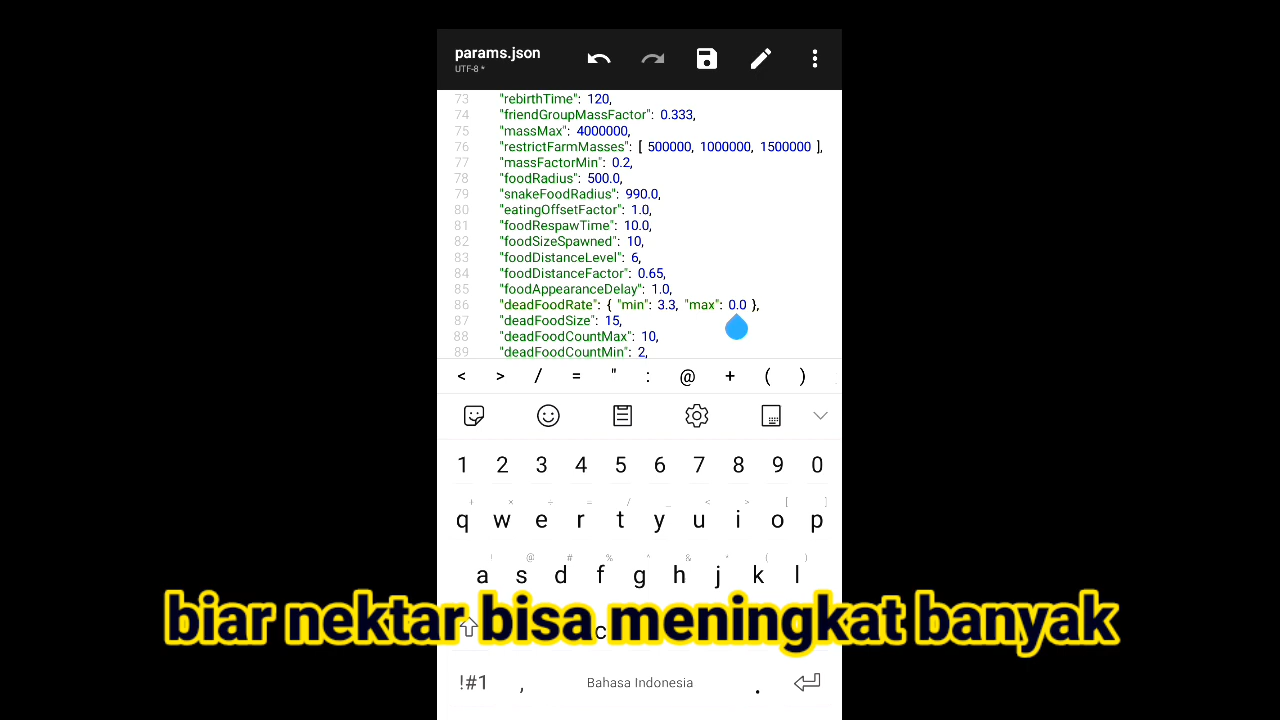 params.json
UTF-8 *
73 "rebirthTime": 120,
74 "friendGroupMassFactor": 0.333,
75 "massMax": 4000000,
76 "restrictFarmMasses": [ 500000, 1000000, 1500000 ],
77 "massFactorMin": 0.2,
78 "foodRadius": 500.0,
79 "snakeFoodRadius": 990.0,
80 "eatingOffsetFactor": 1.0,
81 "foodRespawTime": 10.0,
82 "foodSizeSpawned": 10,
83 "foodDistanceLevel": 6,
84 "foodDistanceFactor": 0.65,
85 "foodAppearanceDelay": 1.0,
86 "deadFoodRate": { "min": 3.3, "max": 0.0 },
87 "deadFoodSize": 15,
88 "deadFoodCountMax": 10,
89 "deadFoodCountMin": 2,
< > / = " : @ + ( )
1 2 3 4 5 6 7 8 9 0
+ × ÷ = / _ < > [ ]
q w e r t y u i o p
! @ # % ^ & * ( )
a s d f g h j k l
biar nektar bisa meningkat banyak
c
!#1 , Bahasa Indonesia .